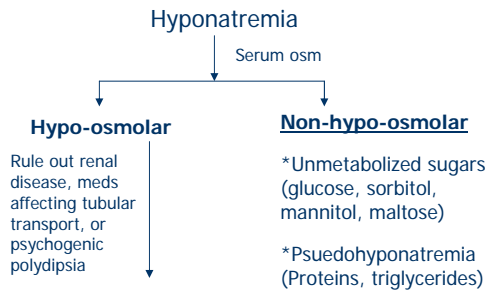 Hyponatremia
Serum osm
Hypo-osmolar
Rule out renal
disease, meds
affecting tubular
transport, or
psychogenic
polydipsia
Non-hypo-osmolar
*Unmetabolized sugars
(glucose, sorbitol,
mannitol, maltose)
*Psuedohyponatremia
(Proteins, triglycerides)